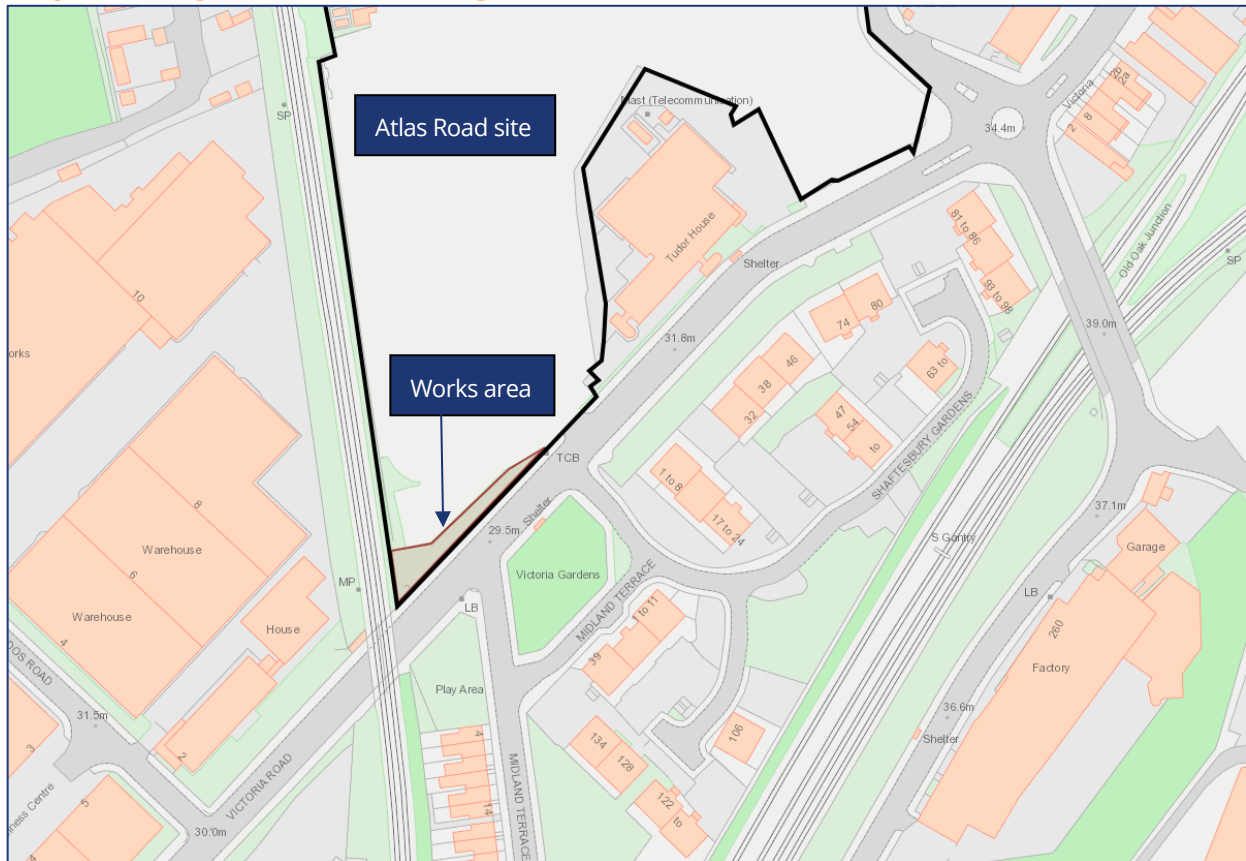 Atlas Road site
Works area
Mast (Telecommunication)
Tudor House
SP
34.4m
Victoria
2b
2a
8
2
Old Oak Junction
SP
39.0m
10
orks
Shelter
31.8m
81 to 86
93 to 98
80
74
63 to
46
38
32
47
54
to
SHAFTESBURY GARDENS
1 to 8
17 to 24
TCB
Shelter
29.5m
Victoria Gardens
MIDLAND TERRACE
LB
MP
8
Warehouse
6
Warehouse
4
House
2
DOS ROAD
31.5m
3
VICTORIA ROAD
30.0m
iness Centre
5
4
Play Area
4
14
MIDLAND TERRACE
1 to 11
39
134
128
122
to
106
S Gantry
37.1m
Garage
LB
260
Factory
36.6m
Shelter